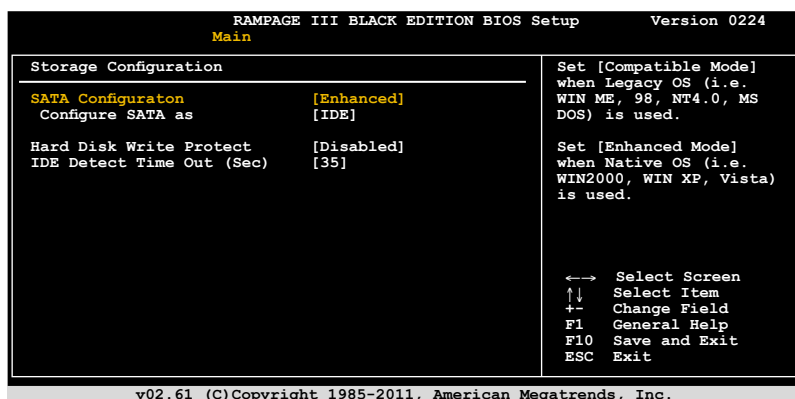 RAMPAGE III BLACK EDITION BIOS Setup Version 0224
Main
Storage Configuration
SATA Configuraton [Enhanced]
Configure SATA as [IDE]
Hard Disk Write Protect [Disabled]
IDE Detect Time Out (Sec) [35]
Set [Compatible Mode]
when Legacy OS (i.e.
WIN ME, 98, NT4.0, MS
DOS) is used.
Set [Enhanced Mode]
when Native OS (i.e.
WIN2000, WIN XP, Vista)
is used.
←→ Select Screen
↑↓ Select Item
+- Change Field
F1 General Help
F10 Save and Exit
ESC Exit
v02.61 (C)Copyright 1985-2011, American Megatrends, Inc.